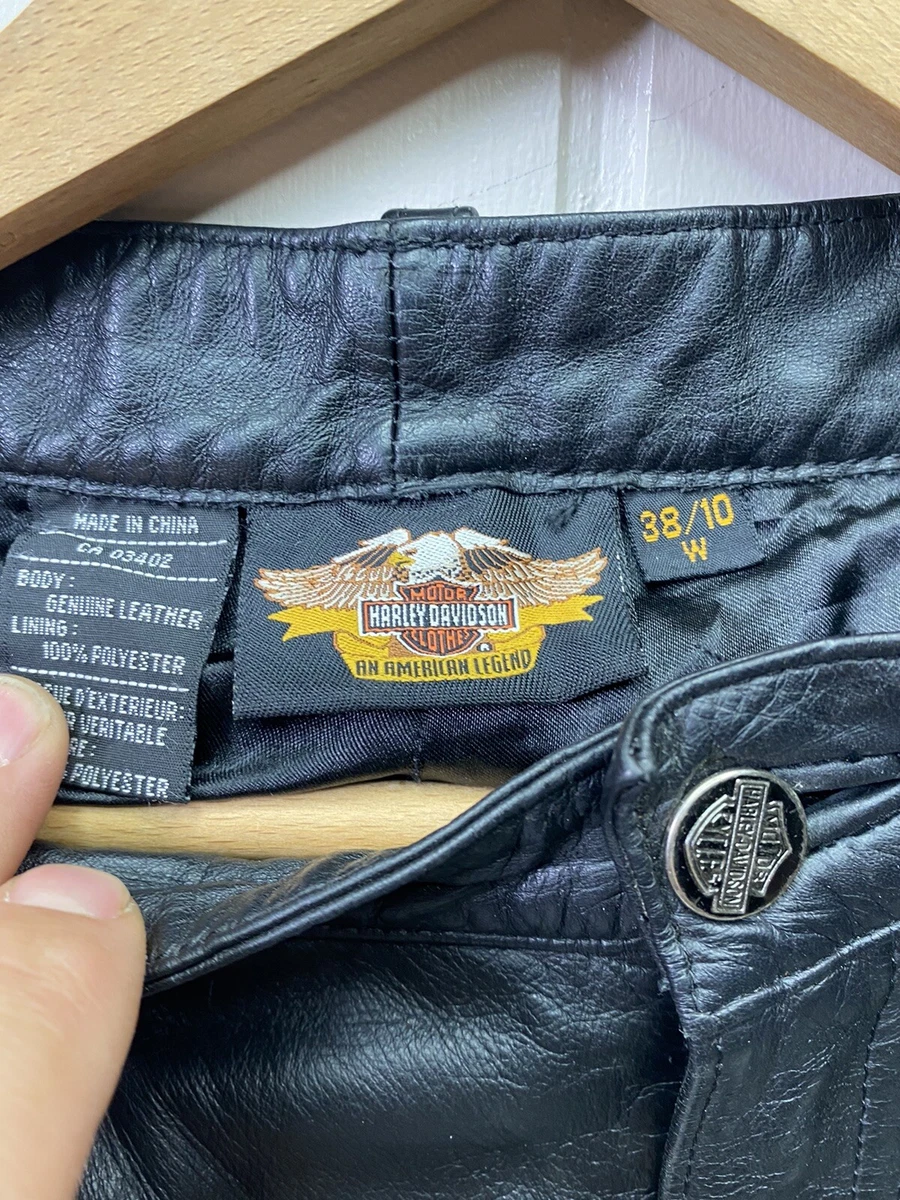 MADE IN CHINA
CA 03402
BODY:
GENUINE LEATHER
LINING:
100% POLYESTER
D'EXTERIEUR:
VERITABLE
POLYESTER
MOTOR
HARLEY-DAVIDSON
CLOTHES
®
AN AMERICAN LEGEND
38/10
W
HARLEY-DAVIDSON